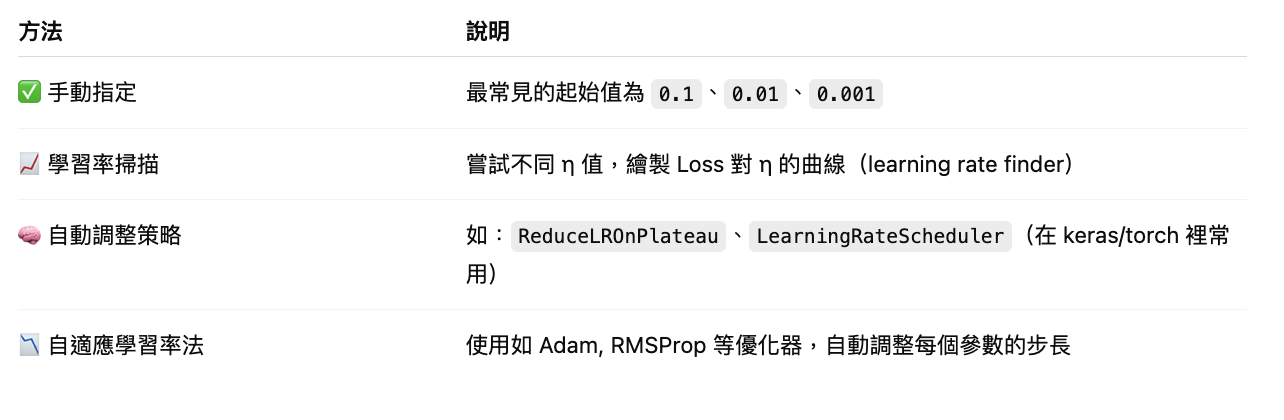 方法 說明
✅ 手動指定 最常見的起始值為 0.1、0.01、0.001
📈 學習率掃描 嘗試不同 η 值，繪製 Loss 對 η 的曲線（learning rate finder）
🧠 自動調整策略 如：ReduceLROnPlateau、LearningRateScheduler（在 keras/torch 裡常
用）
📉 自適應學習率法 使用如 Adam, RMSProp 等優化器，自動調整每個參數的步長